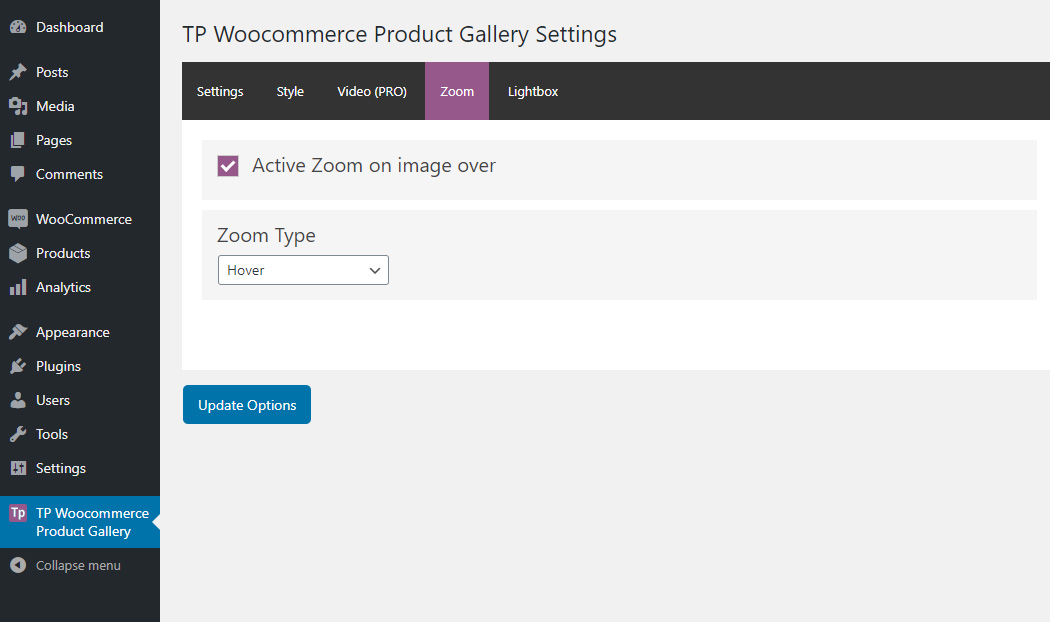 Dashboard
Posts
Media
Pages
Comments
Woo WooCommerce
Products
Analytics
Appearance
Plugins
Users
Tools
Settings
Tp TP Woocommerce
Product Gallery
Collapse menu
TP Woocommerce Product Gallery Settings
Settings Style Video (PRO) Zoom Lightbox
Active Zoom on image over
Zoom Type
Hover
Update Options